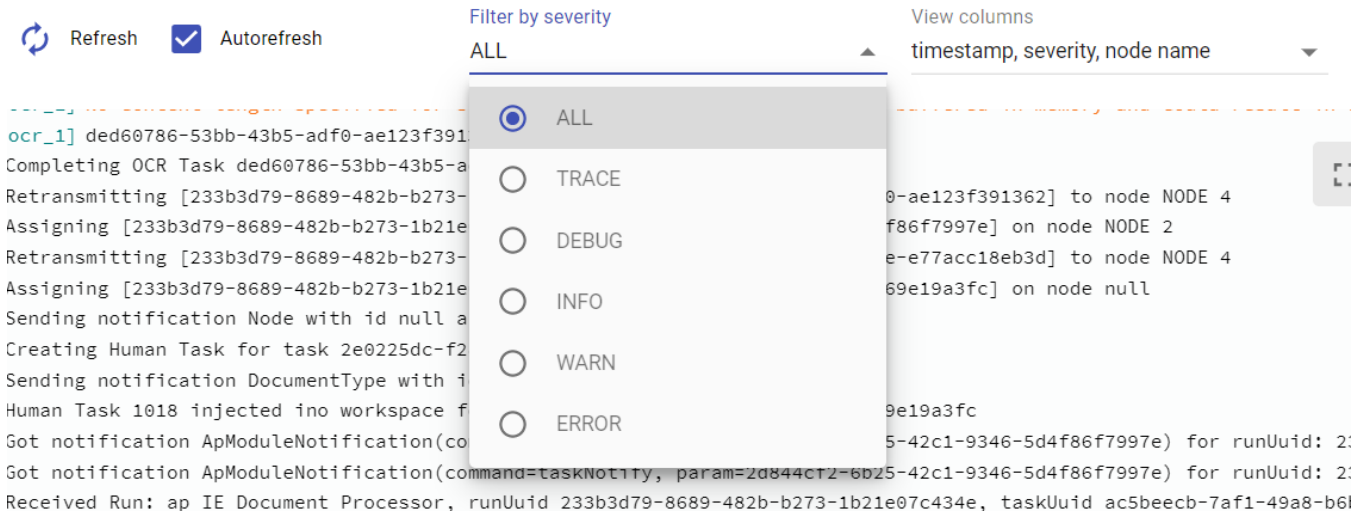 Filter by severity
View columns
Refresh
Autorefresh
ALL
timestamp, severity, node name
ALL
TRACE
DEBUG
INFO
WARN
ERROR
ocr_1] ded60786-53bb-43b5-adf0-ae123f391
Completing OCR Task ded60786-53bb-43b5-a
Retransmitting [233b3d79-8689-482b-b273- 0-ae123f391362] to node NODE 4
Assigning [233b3d79-8689-482b-b273-1b21e f86f7997e] on node NODE 2
Retransmitting [233b3d79-8689-482b-b273- e-e77acc18eb3d] to node NODE 4
Assigning [233b3d79-8689-482b-b273-1b21e 69e19a3fc] on node null
Sending notification Node with id null a
Creating Human Task for task 2e0225dc-f2
Sending notification DocumentType with i
Human Task 1018 injected ino workspace f 9e19a3fc
Got notification ApModuleNotification(co 5-42c1-9346-5d4f86f7997e) for runUuid: 23
Got notification ApModuleNotification(command=taskNotify, param=2d844cf2-6b25-42c1-9346-5d4f86f7997e) for runUuid: 23
Received Run: ap IE Document Processor, runUuid 233b3d79-8689-482b-b273-1b21e07c434e, taskUuid ac5beecb-7af1-49a8-b6b